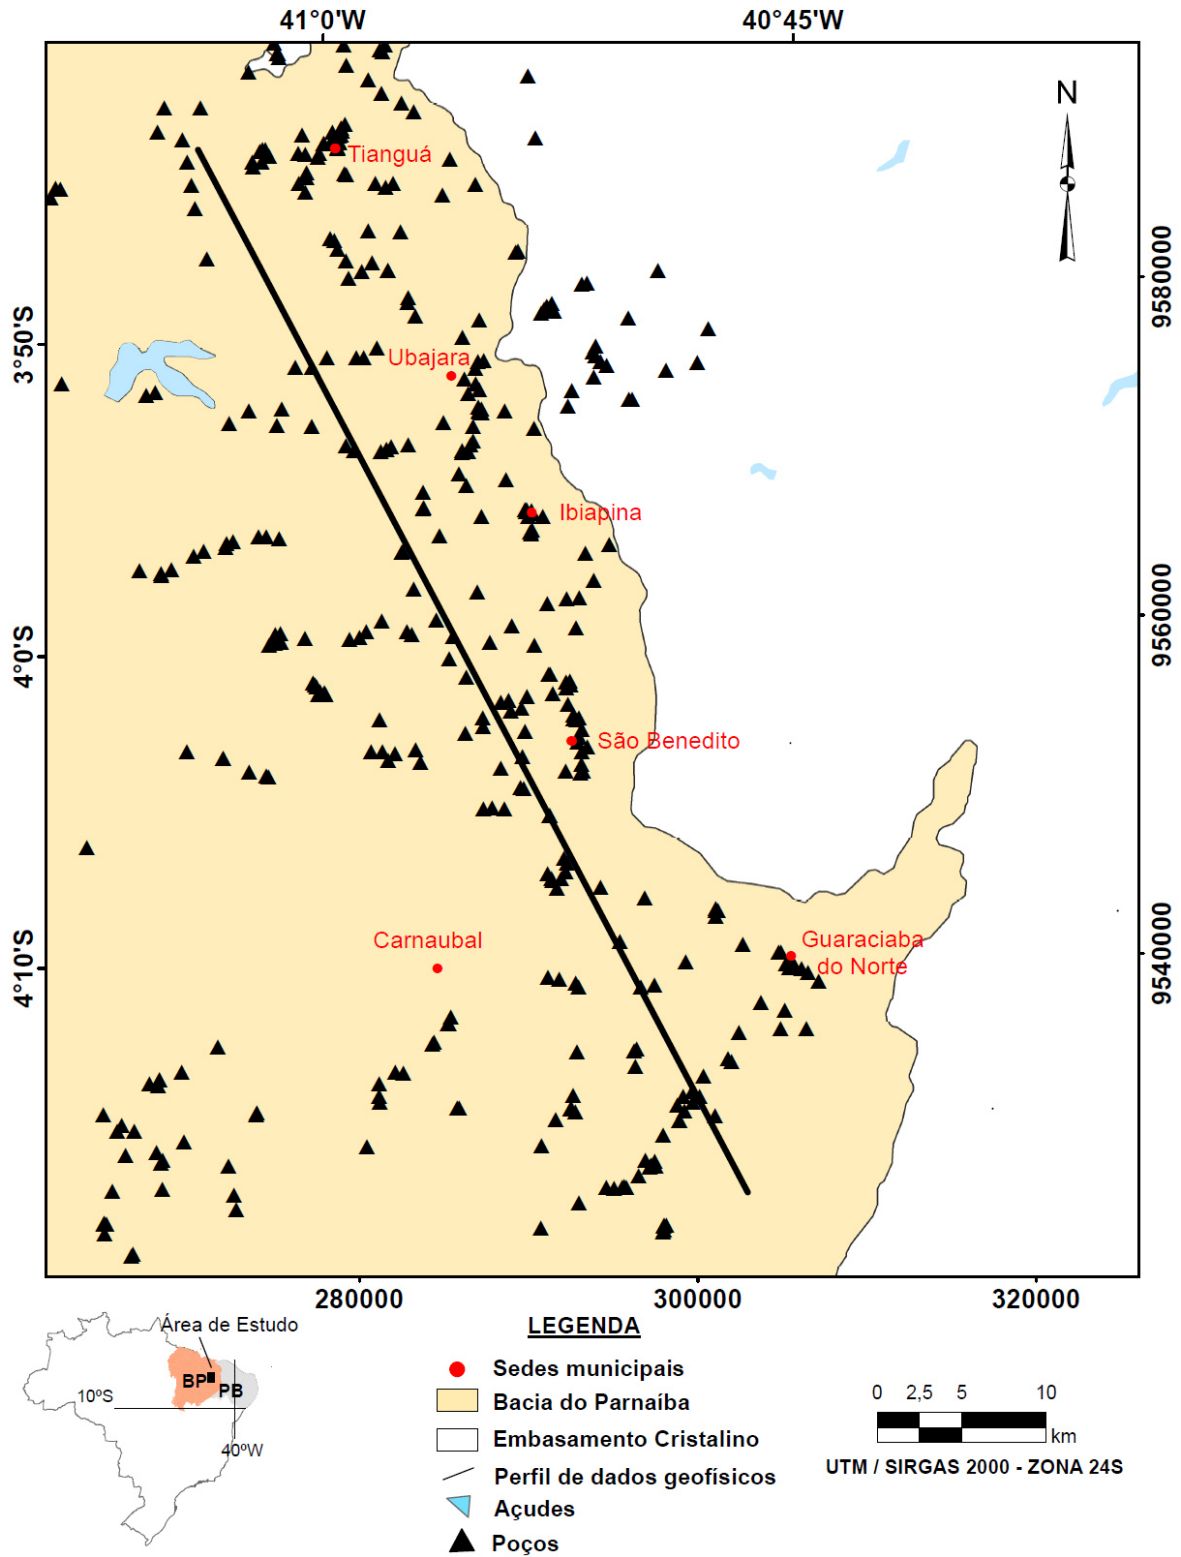 41°0'W
40°45'W
N
Tianguá
9580000
3°50'S
Ubajara
Ibiapina
9560000
4°0'S
São Benedito
Carnaubal
Guaraciaba
do Norte
9540000
4°10'S
280000
300000
320000
Área de Estudo
BP
PB
10ºS
40ºW
LEGENDA
Sedes municipais
Bacia do Parnaíba
Embasamento Cristalino
Perfil de dados geofísicos
Açudes
Poços
0 2,5 5 10
km
UTM / SIRGAS 2000 - ZONA 24S